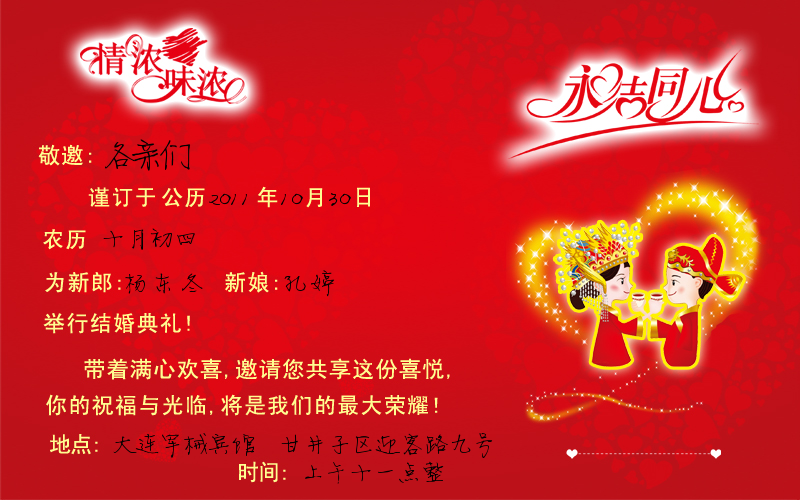 情浓
味浓
永结同心
敬邀：各亲们
谨订于公历2011年10月30日
农历 十月初四
为新郎:杨东冬 新娘:孔婷
举行结婚典礼!
带着满心欢喜,邀请您共享这份喜悦,
你的祝福与光临,将是我们的最大荣耀!
地点: 大连军械宾馆 甘井子区迎客路九号
时间: 上午十一点整